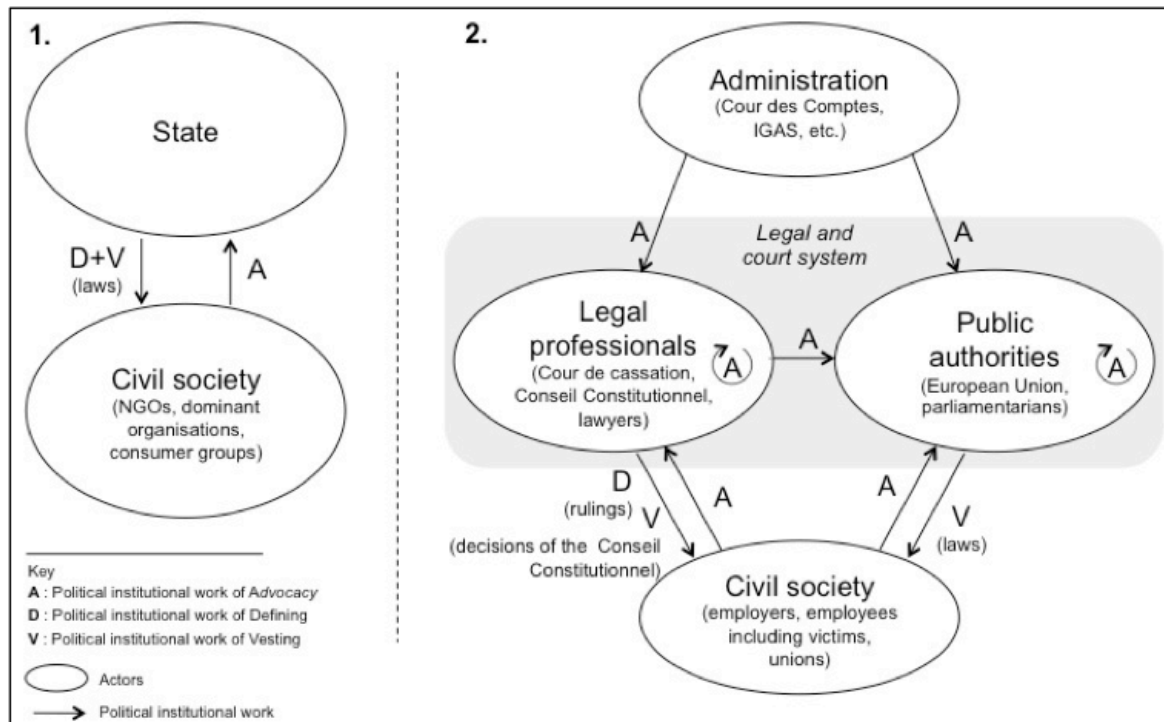 1.
State
D+V
(laws)
A
Civil society
(NGOs, dominant
organisations,
consumer groups)
Key
A : Political institutional work of Advocacy
D : Political institutional work of Defining
V : Political institutional work of Vesting
Actors
Political institutional work
2.
Administration
(Cour des Comptes,
IGAS, etc.)
A
A
Legal and
court system
Legal
professionals
(Cour de cassation,
Conseil Constitutionnel,
lawyers)
A
A
Public
authorities
(European Union,
parliamentarians)
A
D
(rulings)
V
(decisions of the Conseil
Constitutionnel)
A
A
V
(laws)
Civil society
(employers, employees
including victims,
unions)